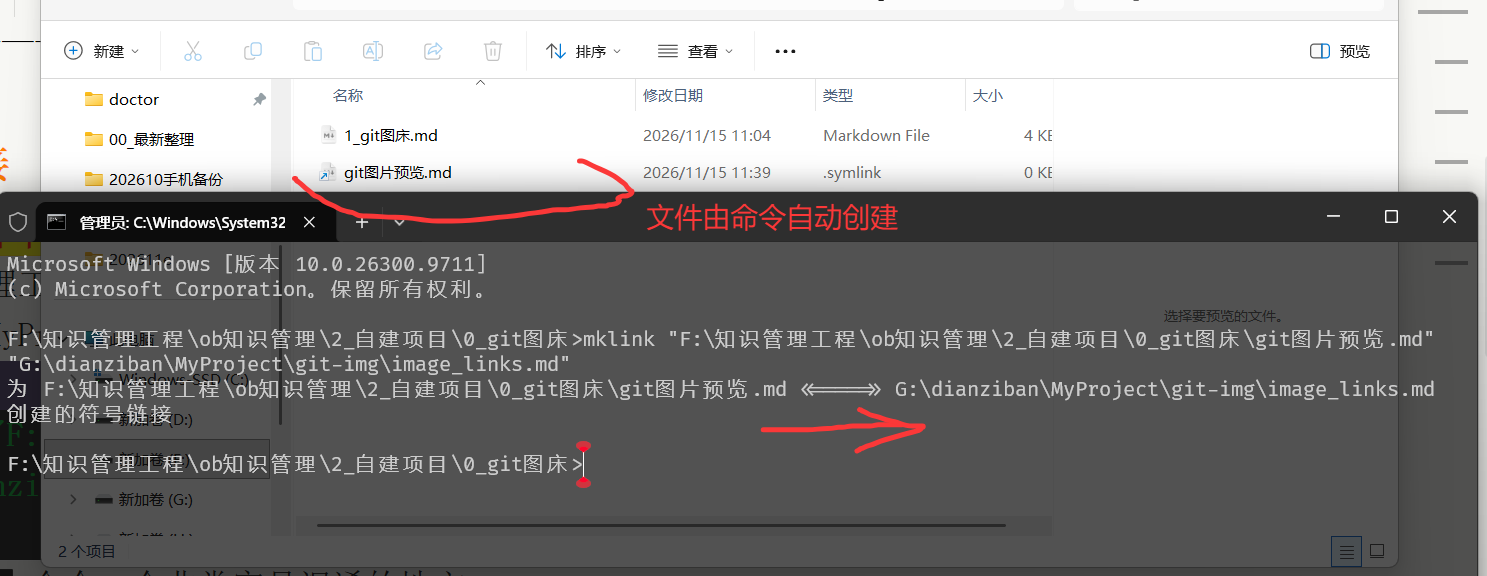 新建
排序
查看
预览
名称
修改日期
类型
大小
doctor
1_git图床.md
2026/11/15 11:04
Markdown File
4 KB
00_最新整理
git图片预览.md
2026/11/15 11:39
.symlink
0 KB
202610手机备份
管理员: C:\Windows\System32
文件由命令自动创建
Microsoft Windows [版本 10.0.26300.9711]
(c) Microsoft Corporation。保留所有权利。
选择要预览的文件。
F:\知识管理工程\ob知识管理\2_自建项目\0_git图床>mklink "F:\知识管理工程\ob知识管理\2_自建项目\0_git图床\git图片预览.md"
"G:\dianziban\MyProject\git-img\image_links.md"
Windows-SSD (C:)
为 F:\知识管理工程\ob知识管理\2_自建项目\0_git图床\git图片预览.md <<=====>> G:\dianziban\MyProject\git-img\image_links.md
创建的符号链接
新加卷 (D:)
F:\知识管理工程\ob知识管理\2_自建项目\0_git图床>
新加卷 (G:)
2 个项目